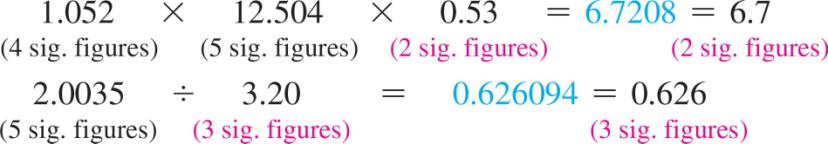 1.052 × 12.504 × 0.53 = 6.7208 = 6.7
(4 sig. figures) (5 sig. figures) (2 sig. figures) (2 sig. figures)
2.0035 ÷ 3.20 = 0.626094 = 0.626
(5 sig. figures) (3 sig. figures) (3 sig. figures)